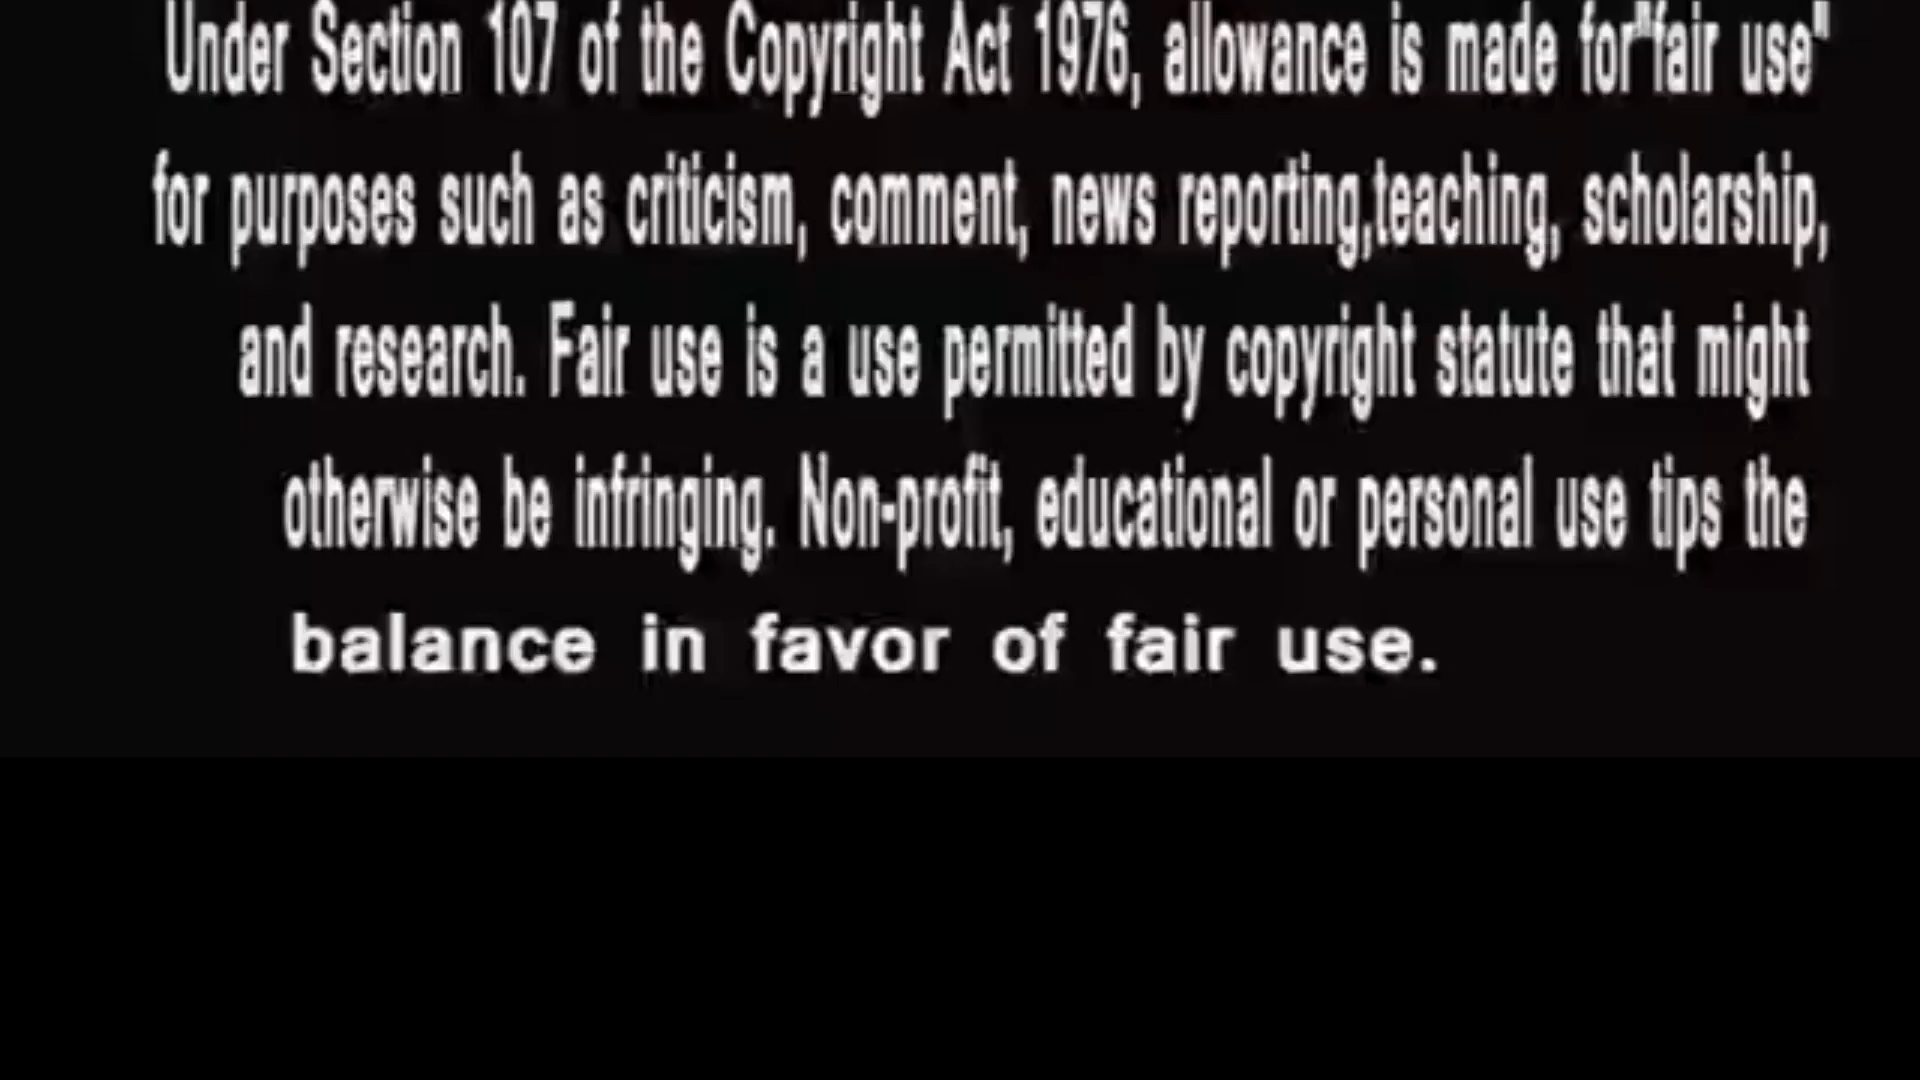 Under Section 107 of the Copyright Act 1976, allowance is made for"fair use"
for purposes such as criticism, comment, news reporting,teaching, scholarship,
and research. Fair use is a use permitted by copyright statute that might
otherwise be infringing. Non-profit, educational or personal use tips the
balance in favor of fair use.